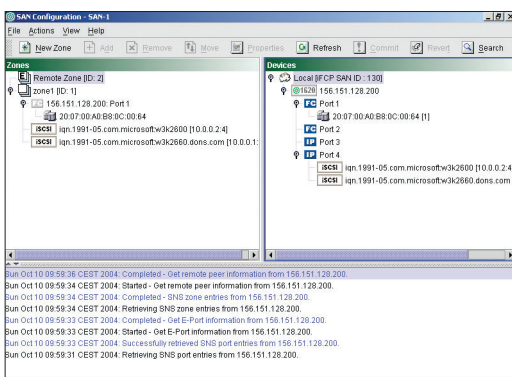 SAN Configuration - SAN-1
File Actions View Help
New Zone Add Remove Move Properties Refresh Commit Revert Search
Zones
Remote Zone [ID: 2]
zone1 [ID: 1]
FC 156.151.128.200: Port 1
20:07:00:A0:B8:0C:00:64
iSCSI iqn.1991-05.com.microsoft:w3k2600 [10.0.0.2:4]
iSCSI iqn.1991-05.com.microsoft:w3k2660.dons.com [10.0.0.1:
Devices
Local [iFCP SAN ID : 130]
1620 156.151.128.200
FC Port 1
20:07:00:A0:B8:0C:00:64 [1]
FC Port 2
IP Port 3
IP Port 4
iSCSI iqn.1991-05.com.microsoft:w3k2600 [10.0.0.2:4
iSCSI iqn.1991-05.com.microsoft:w3k2660.dons.com
Sun Oct 10 09:59:36 CEST 2004: Completed - Get remote peer information from 156.151.128.200.
Sun Oct 10 09:59:34 CEST 2004: Started - Get remote peer information from 156.151.128.200.
Sun Oct 10 09:59:34 CEST 2004: Completed - SNS zone entries from 156.151.128.200.
Sun Oct 10 09:59:34 CEST 2004: Retrieving SNS zone entries from 156.151.128.200.
Sun Oct 10 09:59:33 CEST 2004: Completed - Get E-Port information from 156.151.128.200.
Sun Oct 10 09:59:33 CEST 2004: Started - Get E-Port information from 156.151.128.200.
Sun Oct 10 09:59:33 CEST 2004: Successfully retrieved SNS port entries from 156.151.128.200.
Sun Oct 10 09:59:31 CEST 2004: Retrieving SNS port entries from 156.151.128.200.